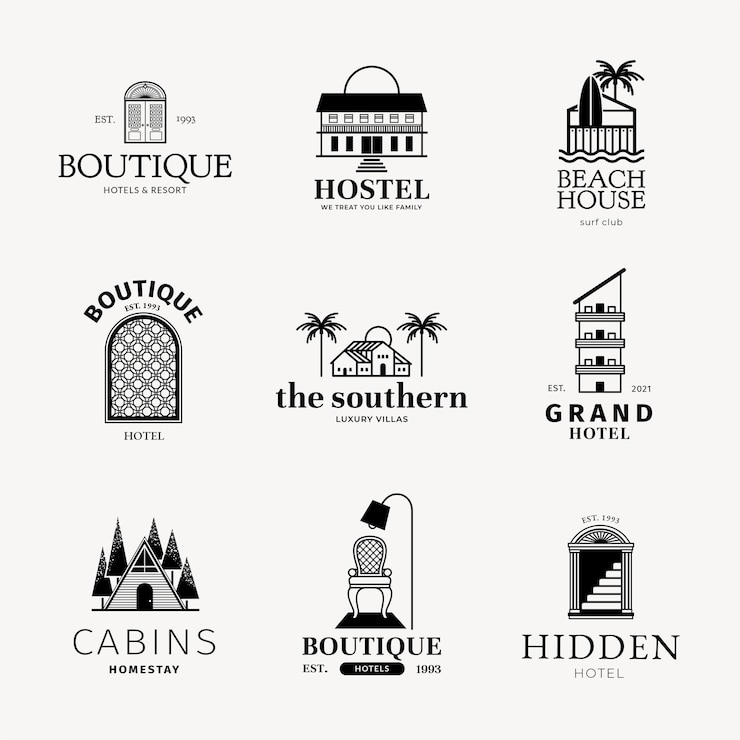 EST. 1993
BOUTIQUE
HOTELS & RESORT
HOSTEL
WE TREAT YOU LIKE FAMILY
BEACH
HOUSE
surf club
BOUTIQUE
EST. 1993
HOTEL
the southern
LUXURY VILLAS
EST. 2021
GRAND
HOTEL
CABINS
HOMESTAY
BOUTIQUE
EST. HOTELS 1993
EST. 1993
HIDDEN
HOTEL